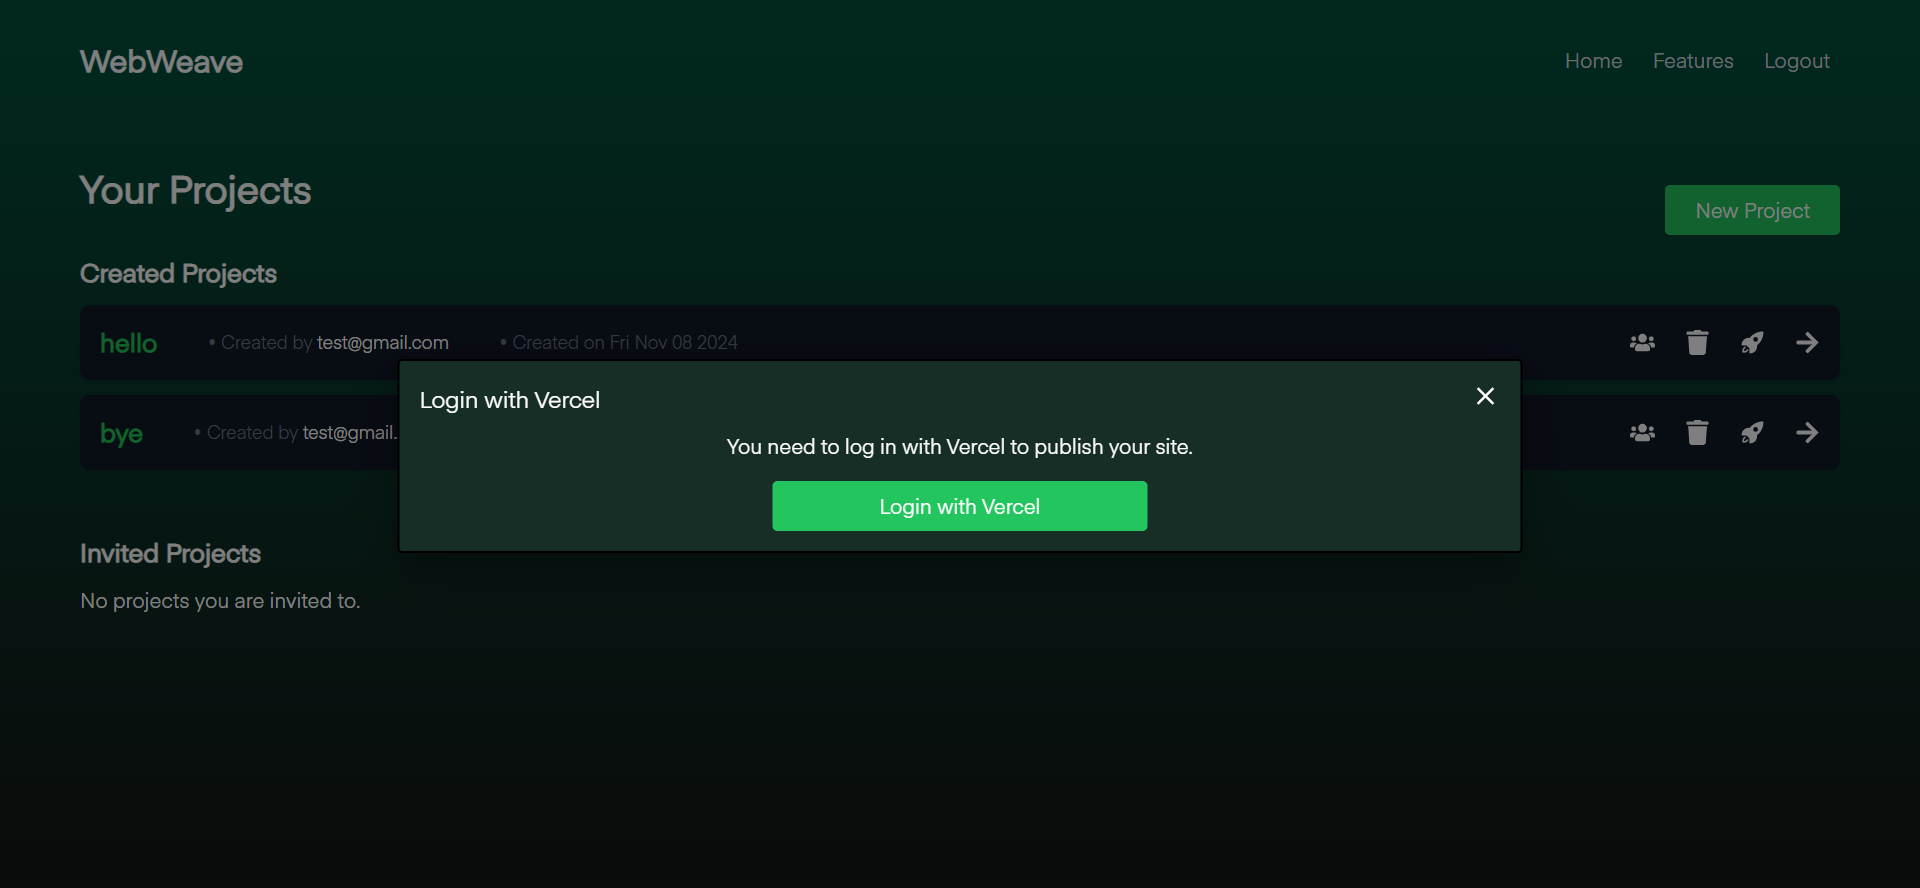 WebWeave
Home Features Logout
Your Projects
New Project
Created Projects
hello • Created by test@gmail.com • Created on Fri Nov 08 2024
Login with Vercel
bye • Created by test@gmail.
You need to log in with Vercel to publish your site.
Login with Vercel
Invited Projects
No projects you are invited to.